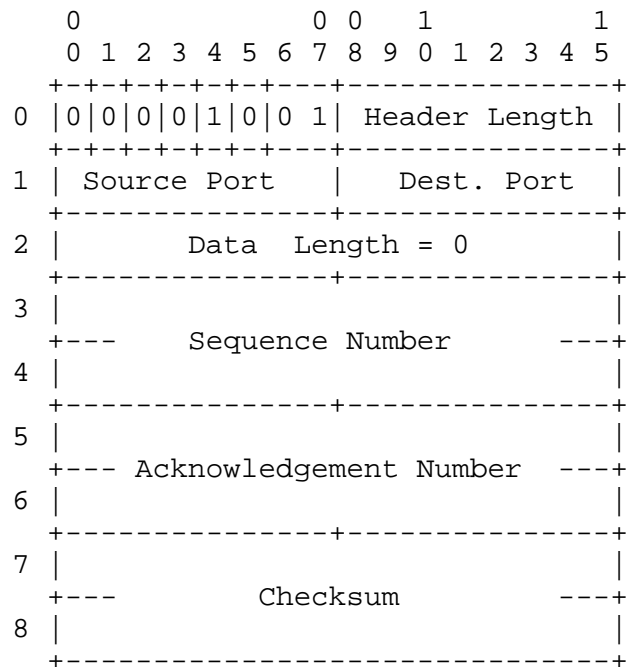 0             0 0   1         1
 0 1 2 3 4 5 6 7 8 9 0 1 2 3 4 5
+-+-+-+-+-+-+---+---------------+
0 |0|0|0|0|1|0|0 1| Header Length |
+-+-+-+-+-+-+---+---------------+
1 | Source Port   |   Dest. Port  |
+---------------+---------------+
2 |       Data  Length = 0        |
+---------------+---------------+
3 |                               |
+---    Sequence Number      ---+
4 |                               |
+---------------+---------------+
5 |                               |
+--- Acknowledgement Number  ---+
6 |                               |
+---------------+---------------+
7 |                               |
+---        Checksum         ---+
8 |                               |
+-------------------------------+